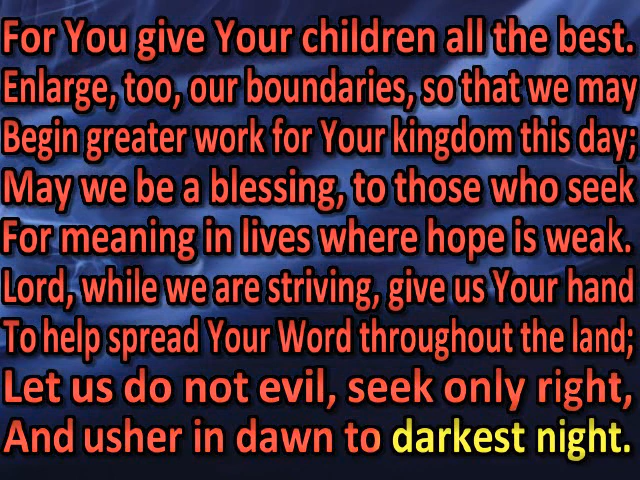 For You give Your children all the best.
Enlarge, too, our boundaries, so that we may
Begin greater work for Your kingdom this day;
May we be a blessing, to those who seek
For meaning in lives where hope is weak.
Lord, while we are striving, give us Your hand
To help spread Your Word throughout the land;
Let us do not evil, seek only right,
And usher in dawn to darkest night.